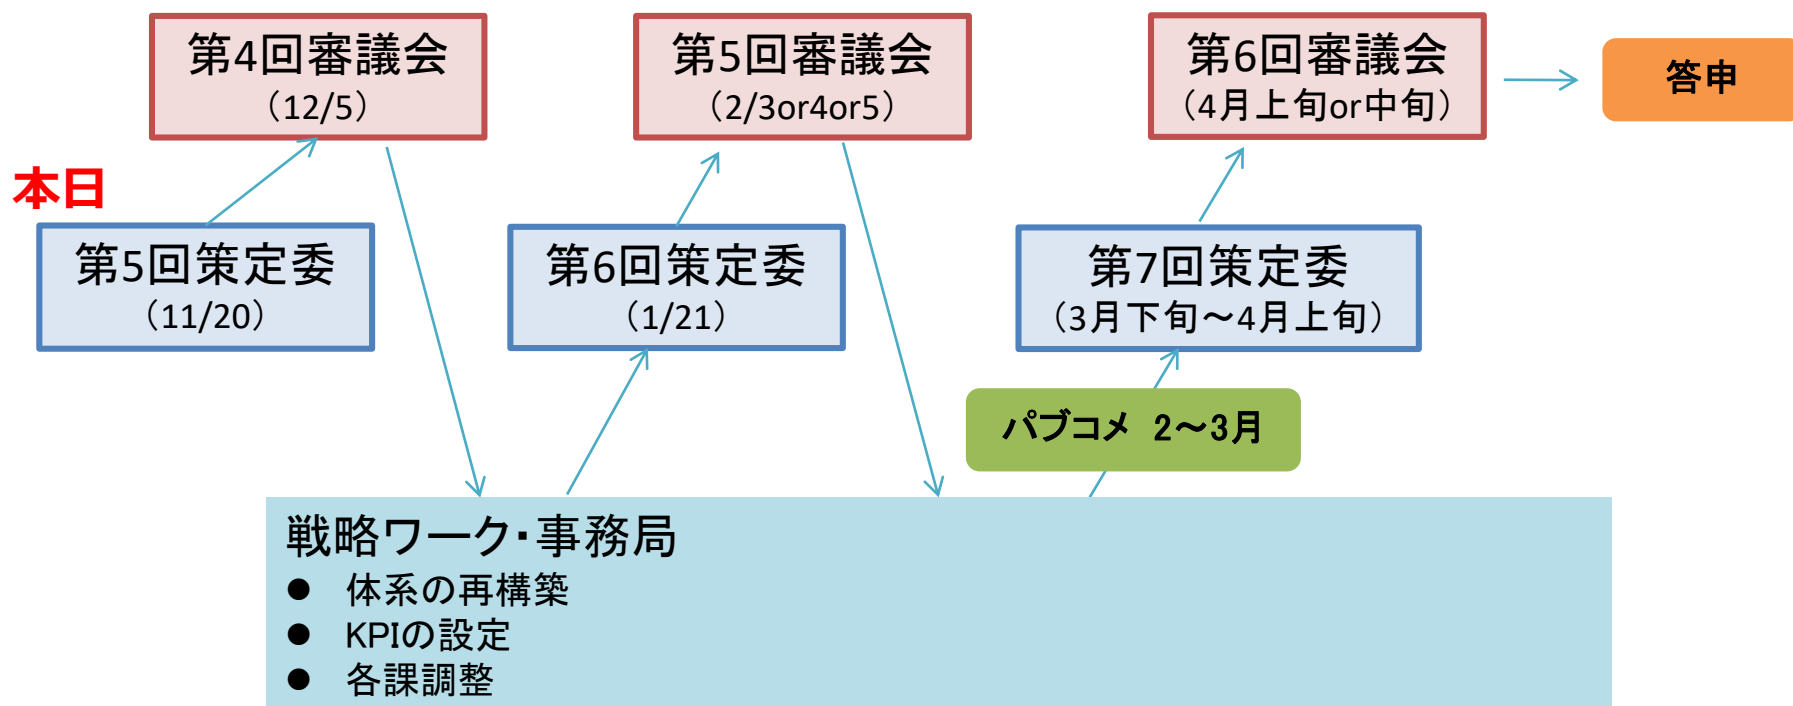 第4回審議会
（12/5）
第5回審議会
（2/3or4or5）
第6回審議会
（4月上旬or中旬）
答申
本日
第5回策定委
（11/20）
第6回策定委
（1/21）
第7回策定委
（3月下旬～4月上旬）
パブコメ 2～3月
戦略ワーク・事務局
● 体系の再構築
● KPIの設定
● 各課調整